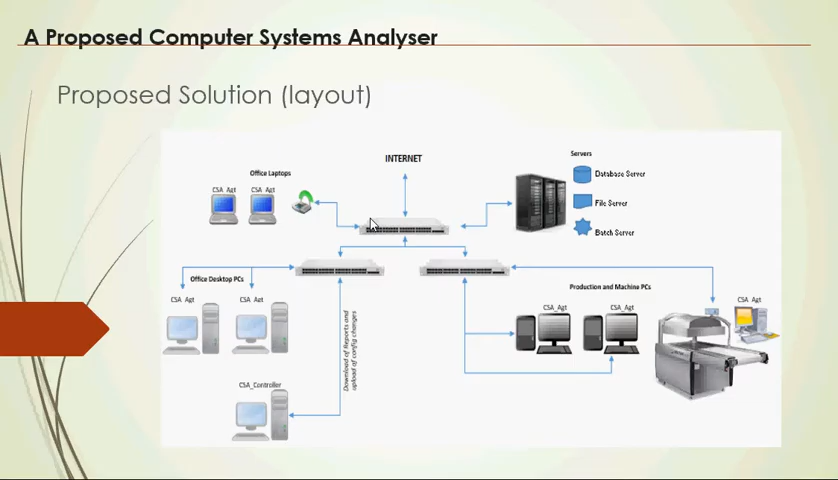 A Proposed Computer Systems Analyser
Proposed Solution (layout)
INTERNET
Servers
Office Laptops
CSA_Agt
CSA_Agt
Database Server
File Server
Batch Server
Office Desktop PCs
CSA_Agt
CSA_Agt
Production and Machine PCs
CSA_Agt
CSA_Agt
CSA_Agt
Download of Reports and
upload of config changes
CSA_Controller